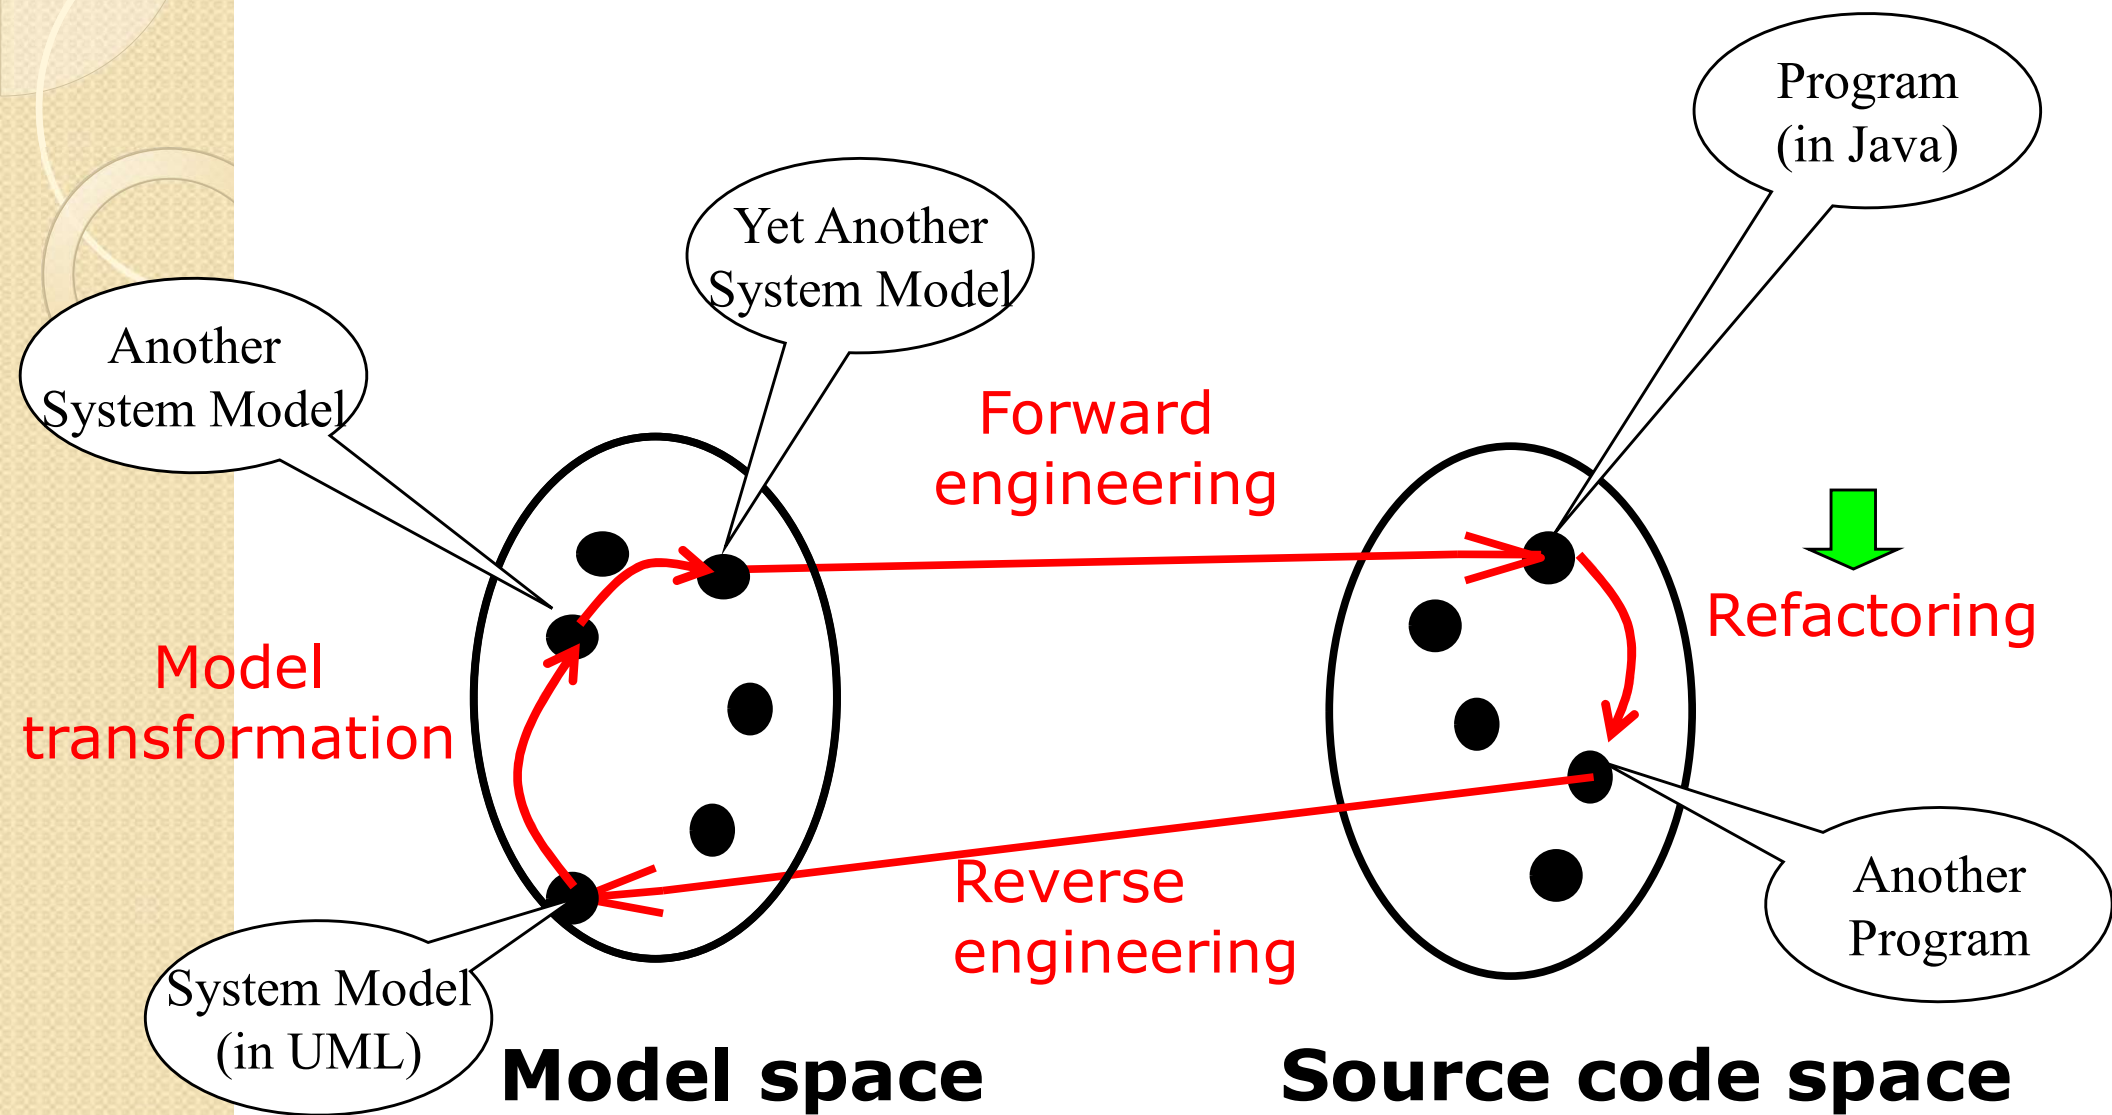 Program
(in Java)
Yet Another
System Model
Another
System Model
Forward
engineering
Refactoring
Model
transformation
Reverse
engineering
Another
Program
System Model
(in UML)
Model space
Source code space